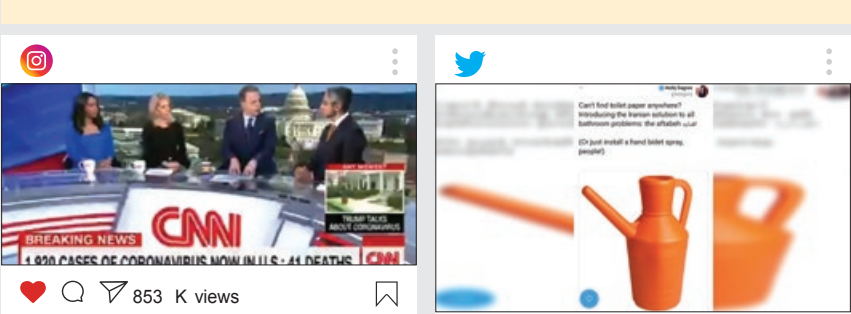 CNN
TRUMP TALKS
ABOUT CORONAVIRUS
BREAKING NEWS
1,920 CASES OF CORONAVIRUS NOW IN U.S.; 41 DEATHS
CNN
853 K views
Can't find toilet paper anywhere?
Introducing the Iranian solution to all
bathroom problems: the aftabeh آفتابه
(Or just install a hand bidet spray,
people!)